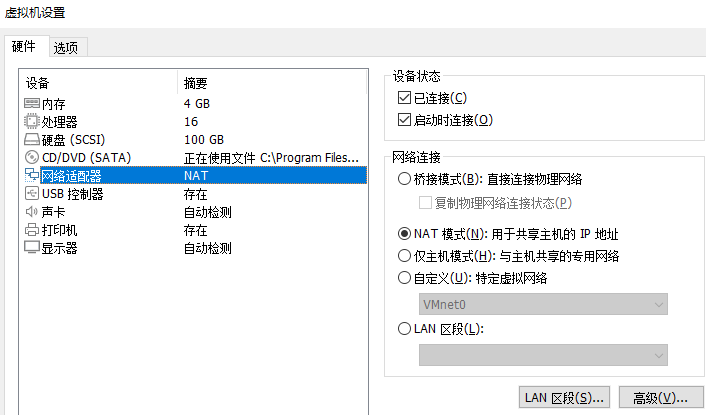 虚拟机设置
硬件 选项
设备 摘要
内存 4 GB
处理器 16
硬盘 (SCSI) 100 GB
CD/DVD (SATA) 正在使用文件 C:\Program Files...
网络适配器 NAT
USB 控制器 存在
声卡 自动检测
打印机 存在
显示器 自动检测
设备状态
已连接(C)
启动时连接(O)
网络连接
桥接模式(B): 直接连接物理网络
复制物理网络连接状态(P)
NAT 模式(N): 用于共享主机的 IP 地址
仅主机模式(H): 与主机共享的专用网络
自定义(U): 特定虚拟网络
VMnet0
LAN 区段(L):
LAN 区段(S)... 高级(V)...